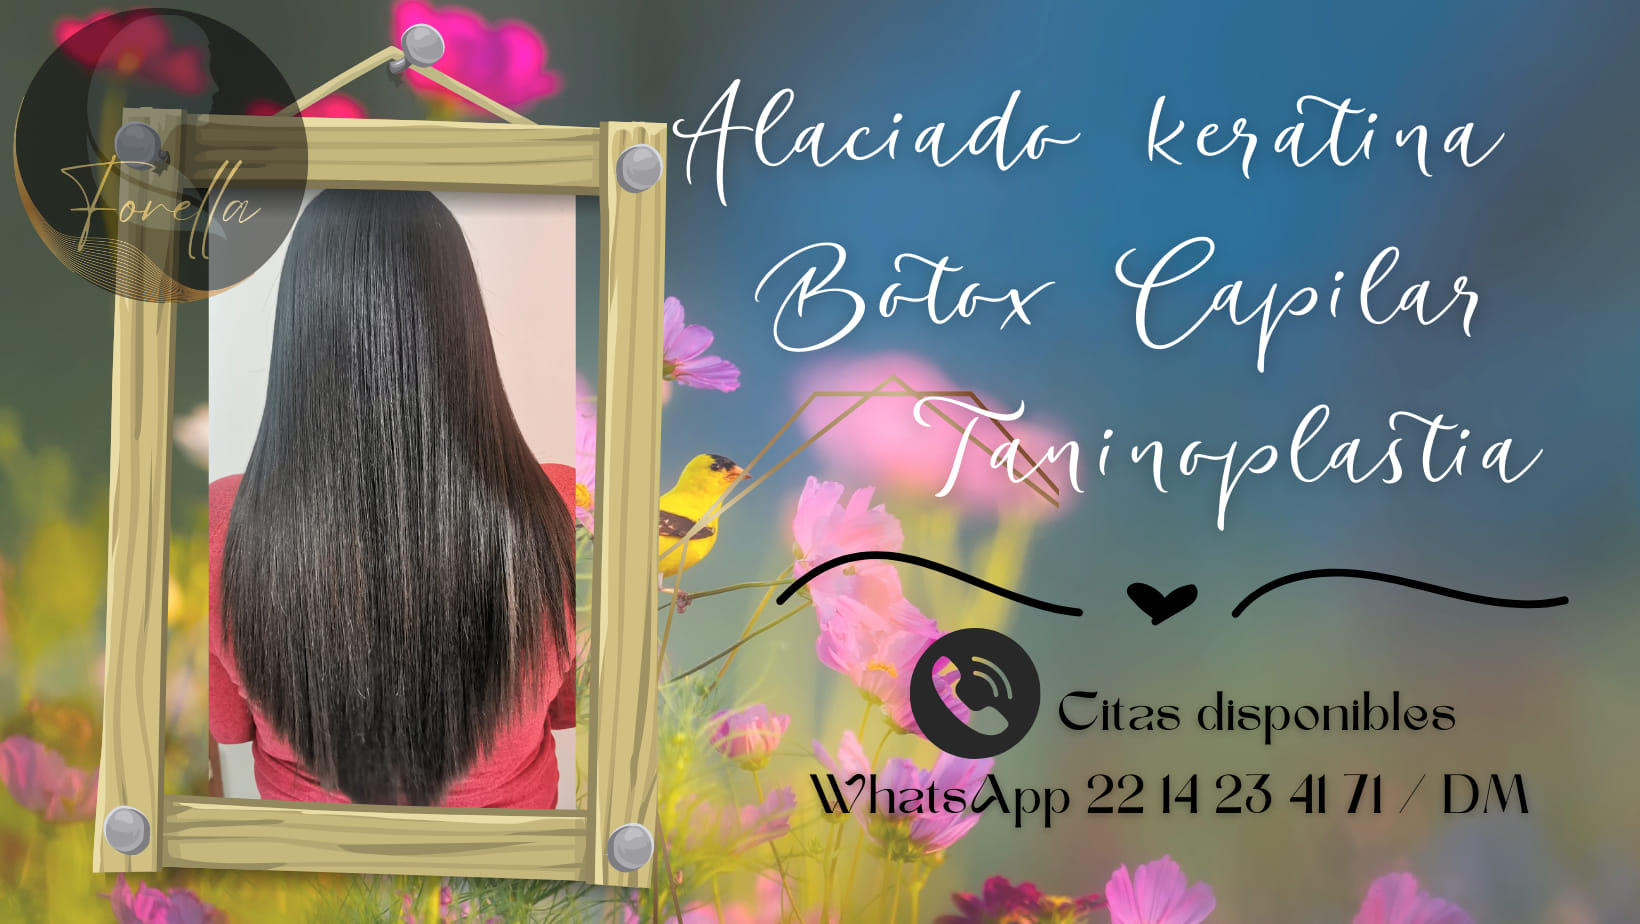 Forella
Alaciado keratina
Botox Capilar
Taninoplastia
Citas disponibles
WhatsApp 22 14 23 41 71 / DM